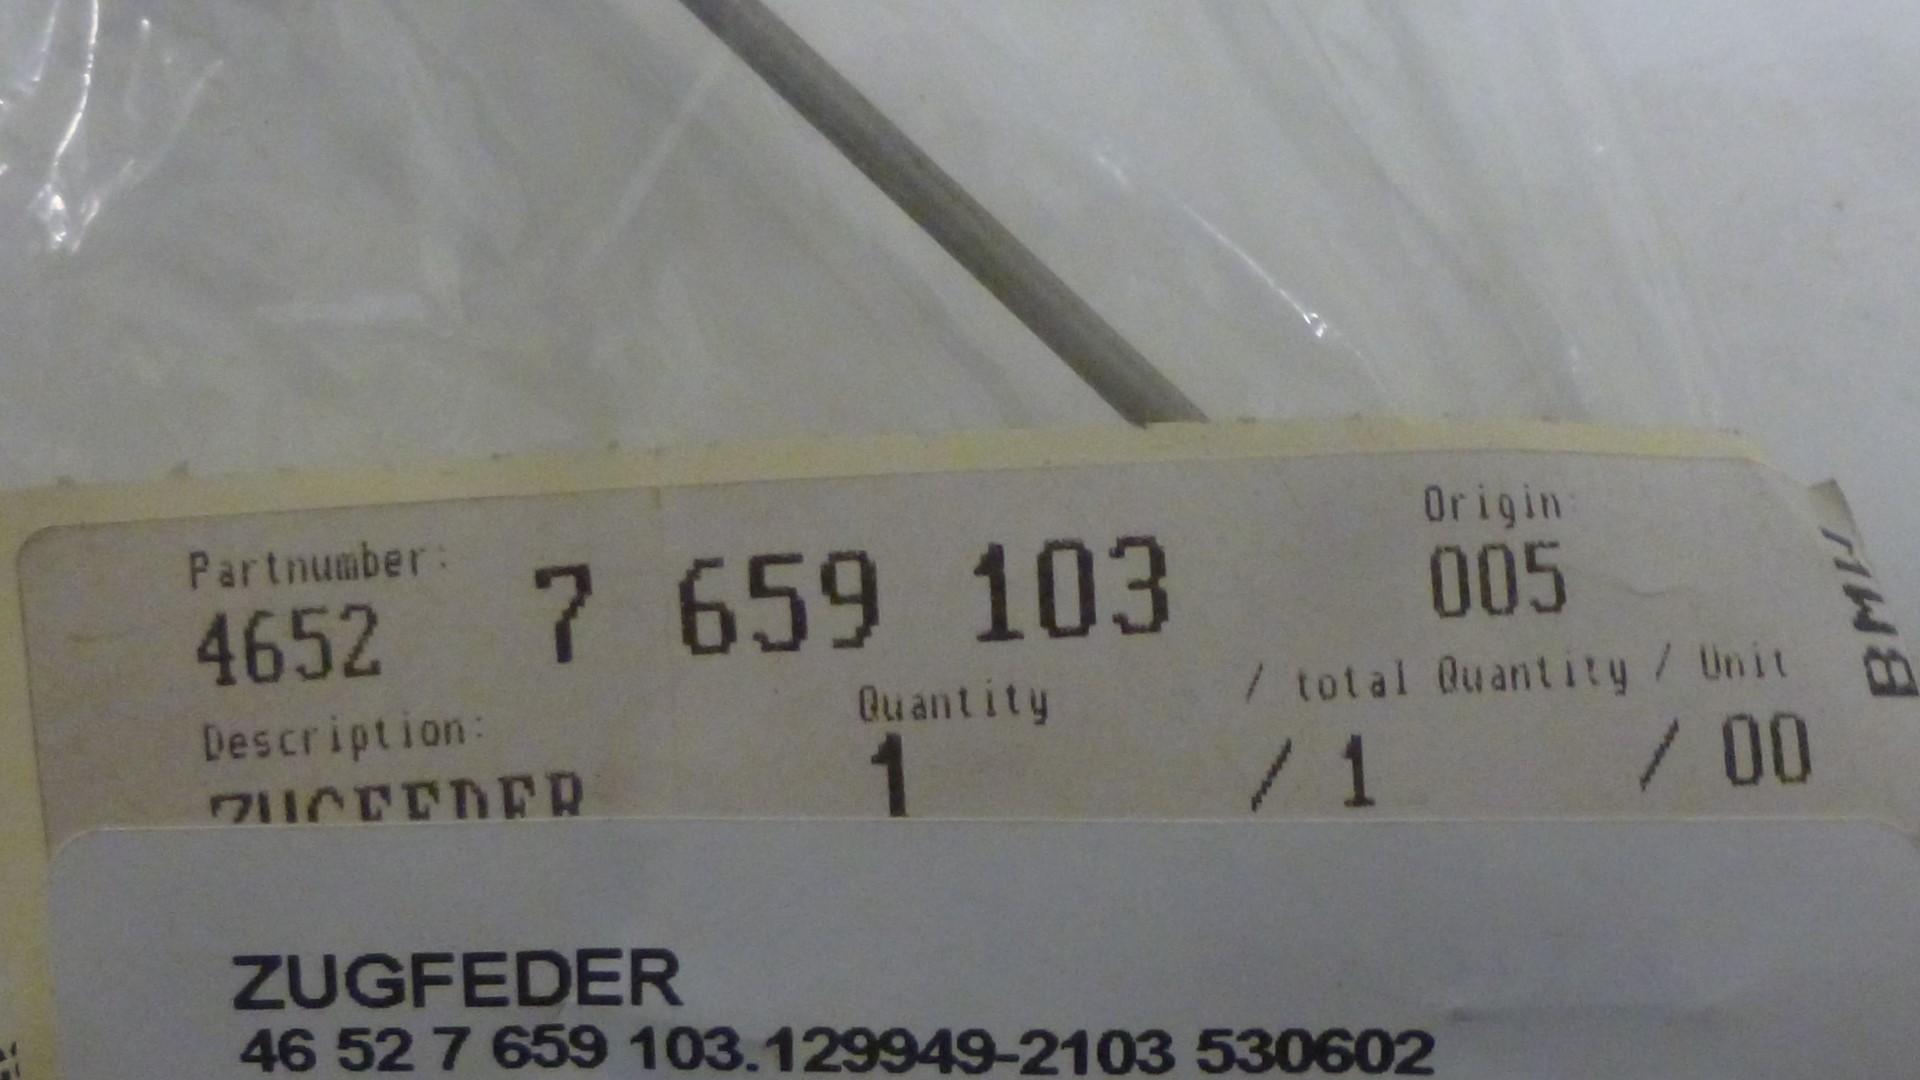 Partnumber:
4652 7 659 103
Origin
005
Description:
ZUGFEDER
Quantity / total Quantity / Unit
1 / 1 / 00
BMW
ZUGFEDER
46 52 7 659 103.129949-2103 530602